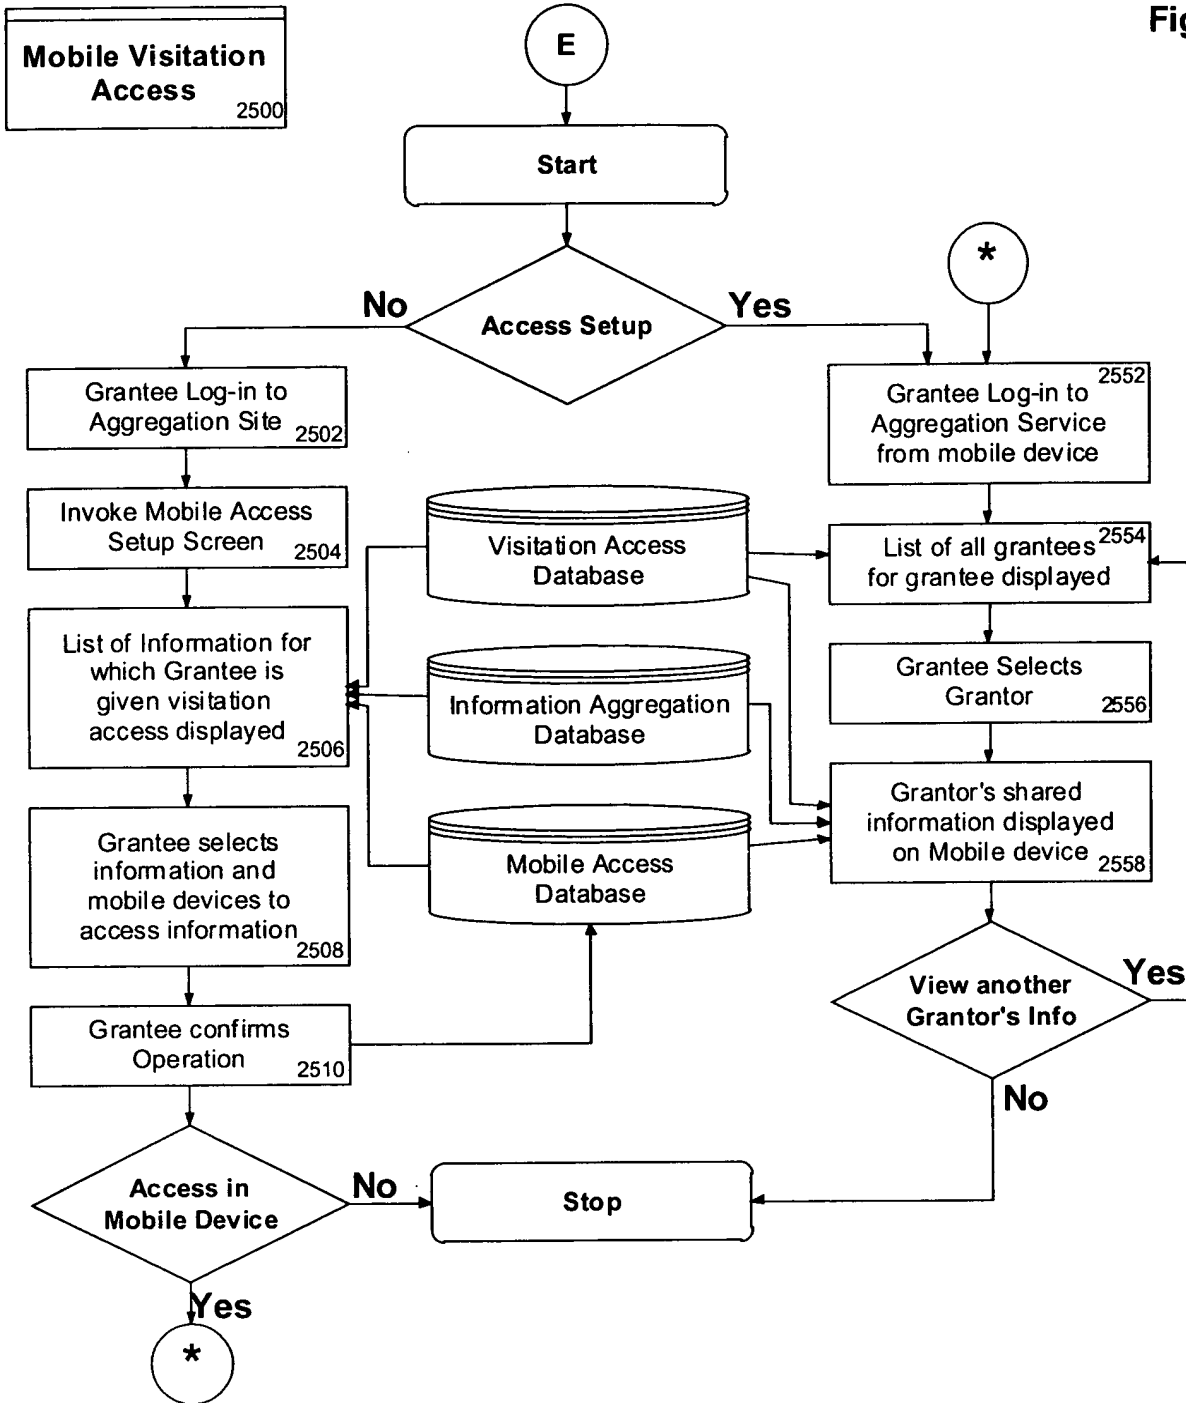 Fig
Mobile Visitation
Access
2500
E
Start
Access Setup
No
Yes
*
Grantee Log-in to
Aggregation Site
2502
Invoke Mobile Access
Setup Screen
2504
List of Information for
which Grantee is
given visitation
access displayed
2506
Grantee selects
information and
mobile devices to
access information
2508
Grantee confirms
Operation
2510
Access in
Mobile Device
No
Yes
*
Visitation Access
Database
Information Aggregation
Database
Mobile Access
Database
Stop
2552
Grantee Log-in to
Aggregation Service
from mobile device
2554
List of all grantees
for grantee displayed
Grantee Selects
Grantor
2556
Grantor's shared
information displayed
on Mobile device
2558
View another
Grantor's Info
Yes
No